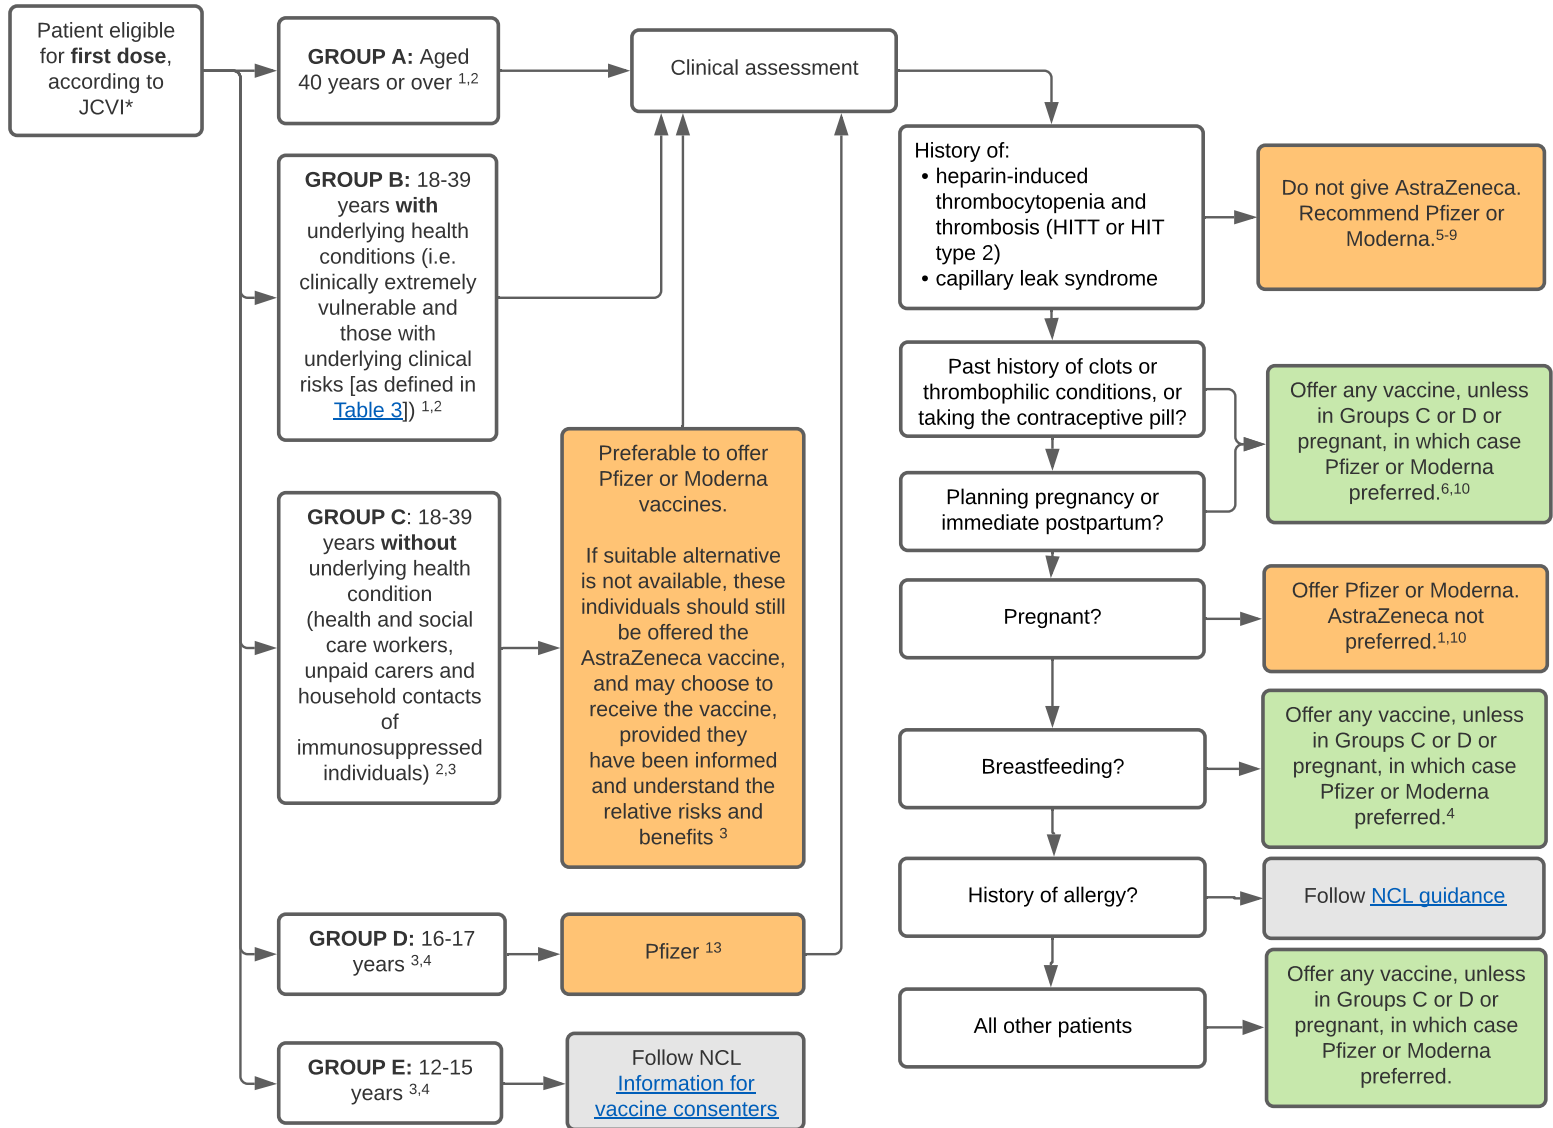 Patient eligible
for first dose,
according to
JCVI*
GROUP A: Aged
40 years or over 1,2
GROUP B: 18-39
years with
underlying health
conditions (i.e.
clinically extremely
vulnerable and
those with
underlying clinical
risks [as defined in
Table 3]) 1,2
GROUP C: 18-39
years without
underlying health
condition
(health and social
care workers,
unpaid carers and
household contacts
of
immunosuppressed
individuals) 2,3
GROUP D: 16-17
years 3,4
GROUP E: 12-15
years 3,4
Preferable to offer
Pfizer or Moderna
vaccines.
If suitable alternative
is not available, these
individuals should still
be offered the
AstraZeneca vaccine,
and may choose to
receive the vaccine,
provided they
have been informed
and understand the
relative risks and
benefits 3
Pfizer 13
Follow NCL
Information for
vaccine consenters
Clinical assessment
History of:
• heparin-induced
thrombocytopenia and
thrombosis (HITT or HIT
type 2)
• capillary leak syndrome
Do not give AstraZeneca.
Recommend Pfizer or
Moderna.5-9
Past history of clots or
thrombophilic conditions, or
taking the contraceptive pill?
Planning pregnancy or
immediate postpartum?
Offer any vaccine, unless
in Groups C or D or
pregnant, in which case
Pfizer or Moderna
preferred.6,10
Pregnant?
Offer Pfizer or Moderna.
AstraZeneca not
preferred.1,10
Breastfeeding?
Offer any vaccine, unless
in Groups C or D or
pregnant, in which case
Pfizer or Moderna
preferred.4
History of allergy?
Follow NCL guidance
All other patients
Offer any vaccine, unless
in Groups C or D or
pregnant, in which case
Pfizer or Moderna
preferred.